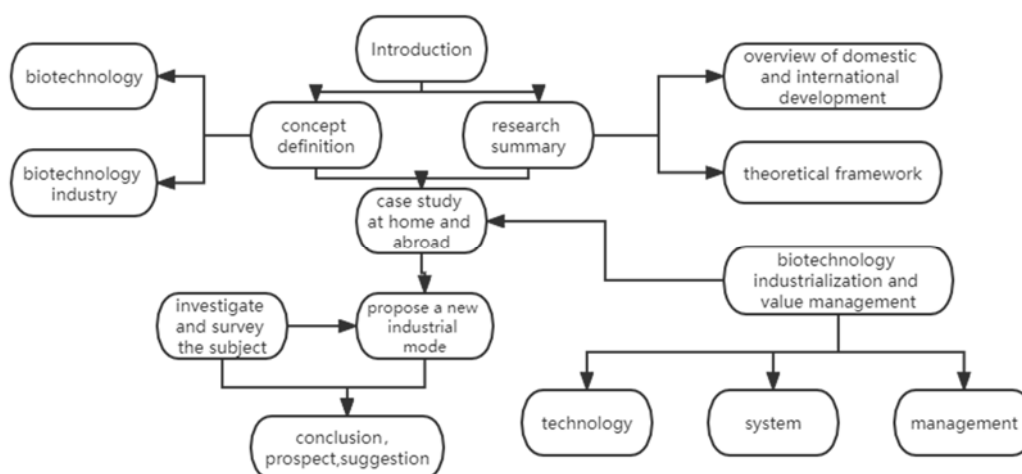 Introduction
biotechnology
overview of domestic
and international
development
concept
definition
research
summary
biotechnology
industry
theoretical framework
case study
at home and
abroad
biotechnology
industrialization and
value management
investigate
and survey
the subject
propose a new
industrial
mode
technology
system
management
conclusion,
prospect,suggestion